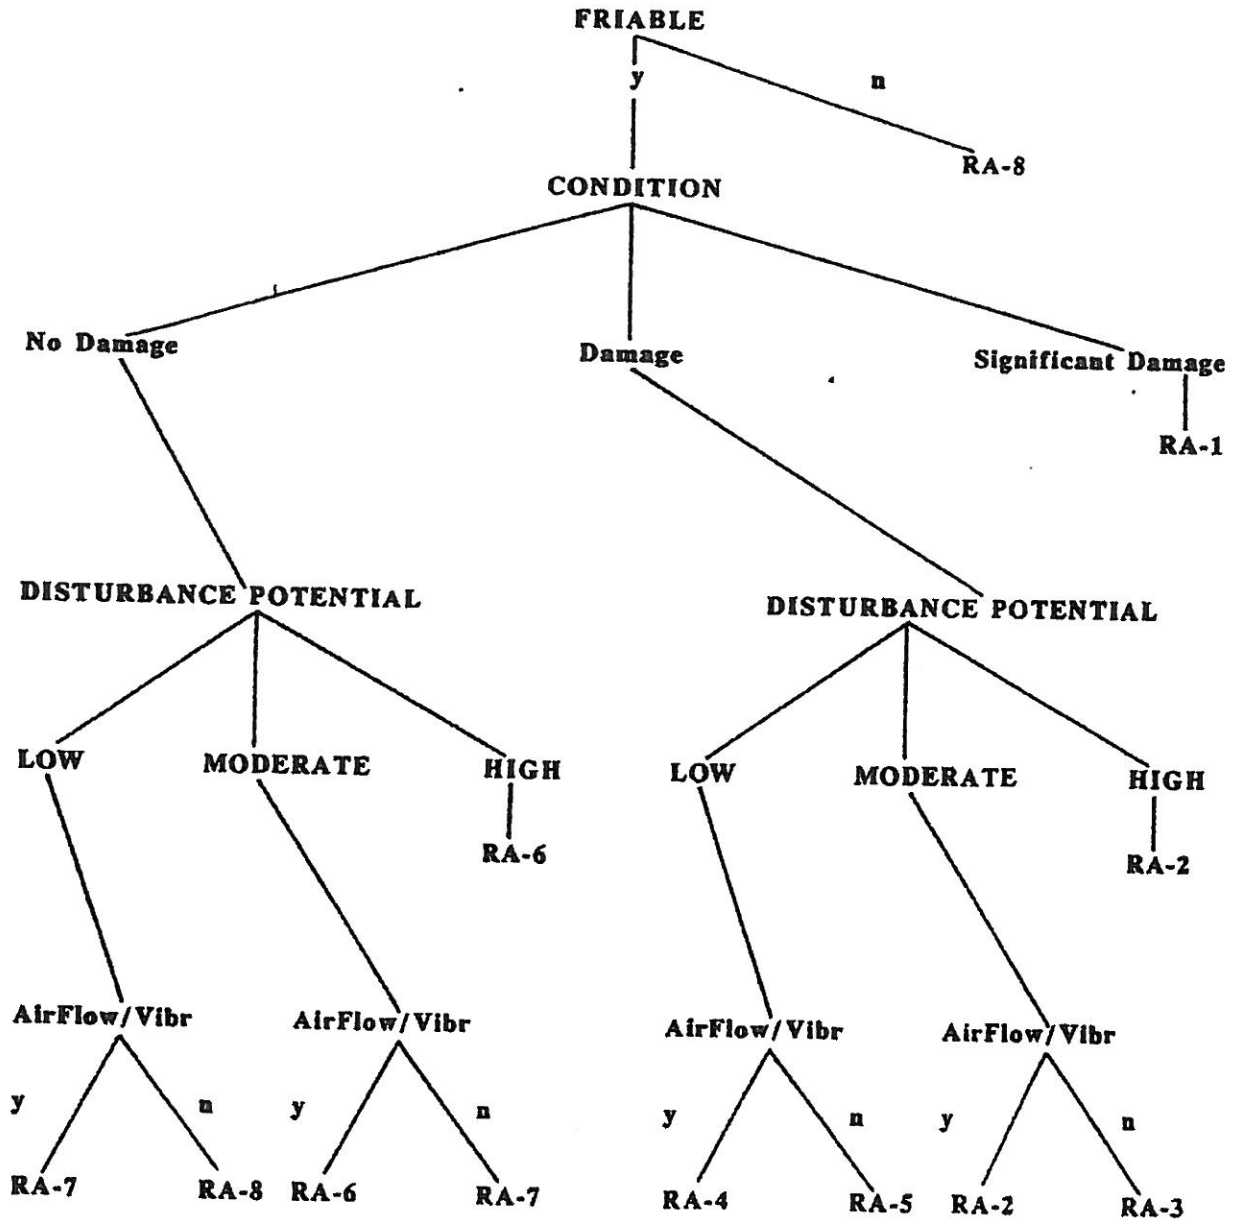 FRIABLE
y n
RA-8
CONDITION
No Damage Damage Significant Damage
RA-1
DISTURBANCE POTENTIAL DISTURBANCE POTENTIAL
LOW MODERATE HIGH LOW MODERATE HIGH
RA-6 RA-2
AirFlow/Vibr AirFlow/Vibr AirFlow/Vibr AirFlow/Vibr
y n y n y n y n
RA-7 RA-8 RA-6 RA-7 RA-4 RA-5 RA-2 RA-3